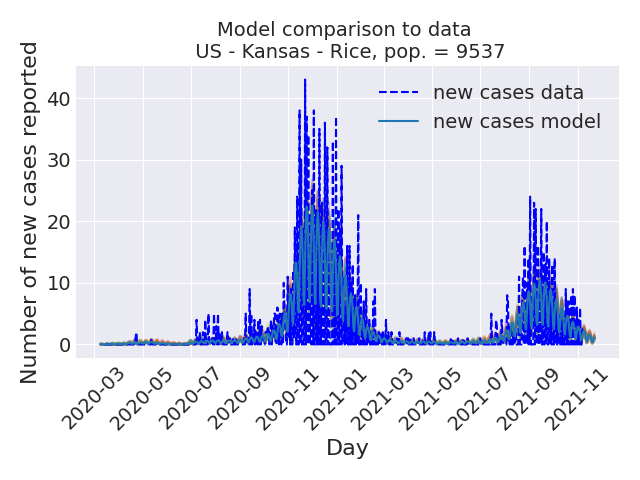 Model comparison to data
US - Kansas - Rice, pop. = 9537
Number of new cases reported
40
30
20
10
0
new cases data
new cases model
2020-03
2020-05
2020-07
2020-09
2020-11
2021-01
2021-03
2021-05
2021-07
2021-09
2021-11
Day